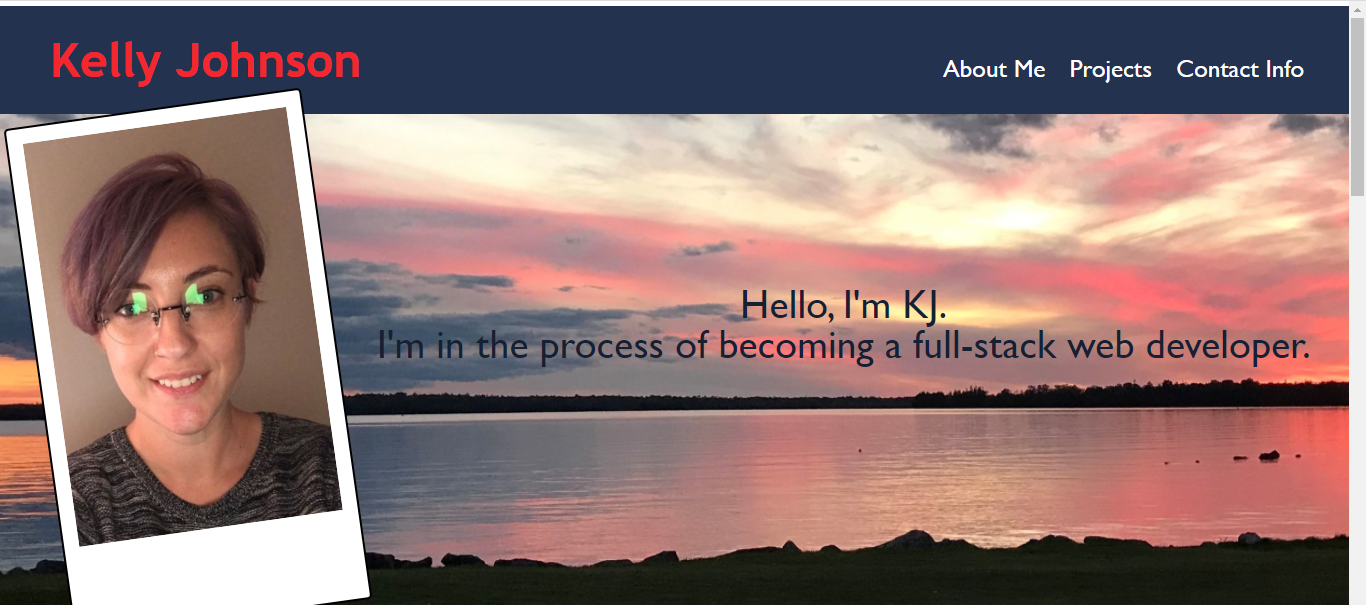 Kelly Johnson
About Me Projects Contact Info
Hello, I'm KJ.
I'm in the process of becoming a full-stack web developer.